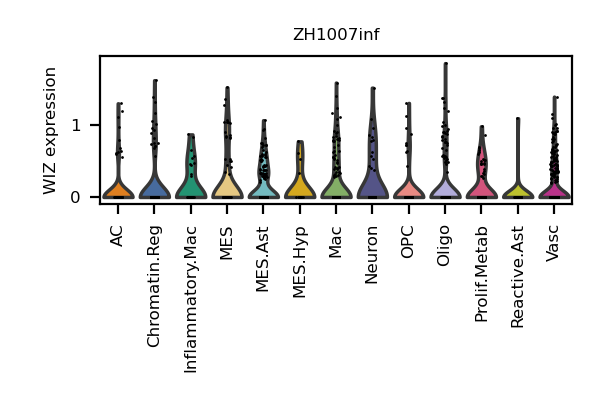 ZH1007inf
WIZ expression
1
0
AC
Chromatin.Reg
Inflammatory.Mac
MES
MES.Ast
MES.Hyp
Mac
Neuron
OPC
Oligo
Prolif.Metab
Reactive.Ast
Vasc